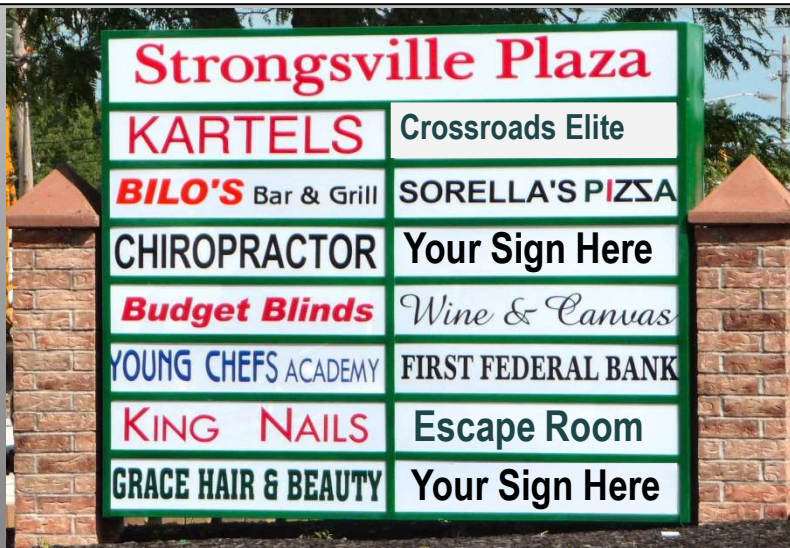 Strongsville Plaza
KARTELS
Crossroads Elite
BILO'S Bar & Grill
SORELLA'S PIZZA
CHIROPRACTOR
Your Sign Here
Budget Blinds
Wine & Canvas
YOUNG CHEFS ACADEMY
FIRST FEDERAL BANK
KING NAILS
Escape Room
GRACE HAIR & BEAUTY
Your Sign Here